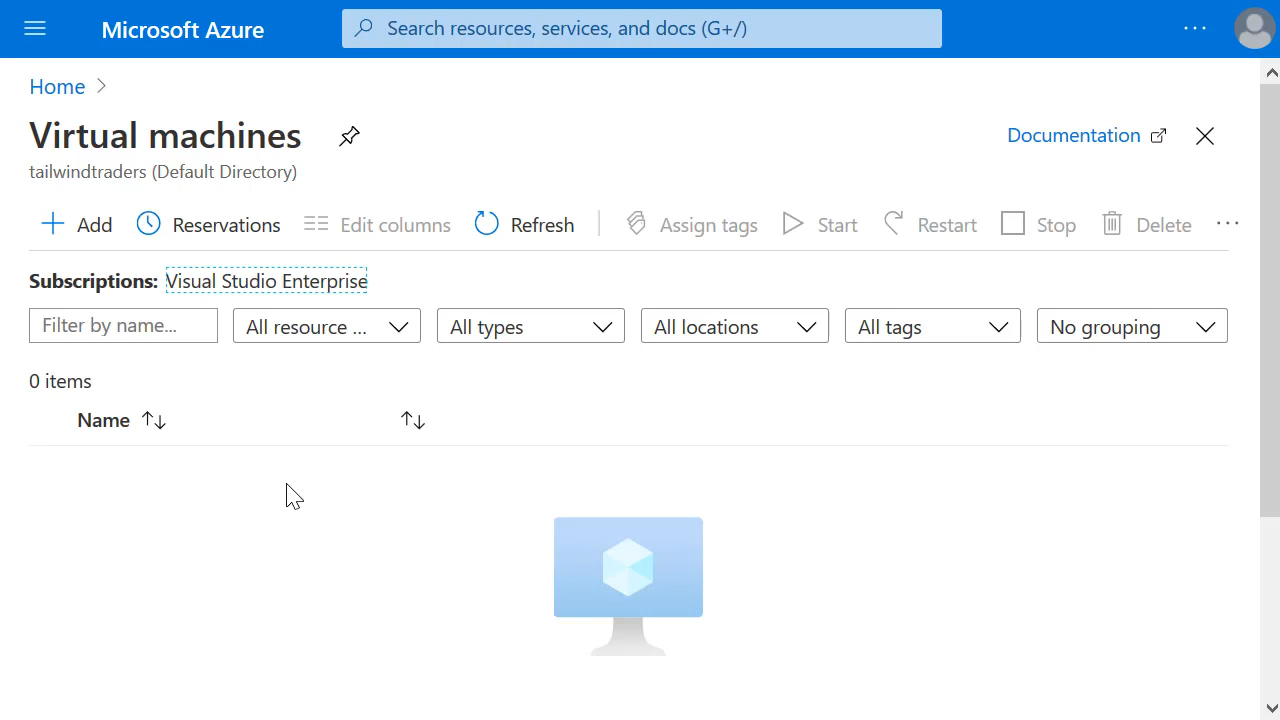 Microsoft Azure
Search resources, services, and docs (G+/)
Home
Virtual machines
Documentation
tailwindtraders (Default Directory)
Add Reservations Edit columns Refresh Assign tags Start Restart Stop Delete
Subscriptions: Visual Studio Enterprise
Filter by name... All resource ... All types All locations All tags No grouping
0 items
Name